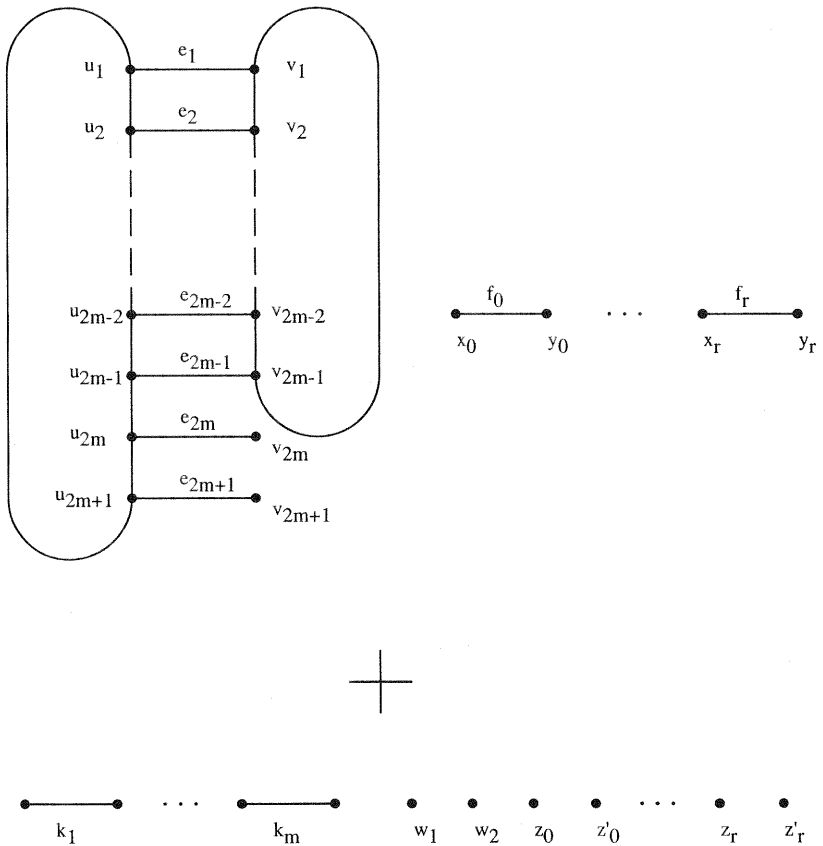 u1 e1 v1
u2 e2 v2
u2m-2 e2m-2 v2m-2
f0 · · · fr
x0 y0 xr yr
u2m-1 e2m-1 v2m-1
u2m e2m v2m
u2m+1 e2m+1 v2m+1
+
· · · · · ·
k1 km w1 w2 z0 z'0 zr z'r